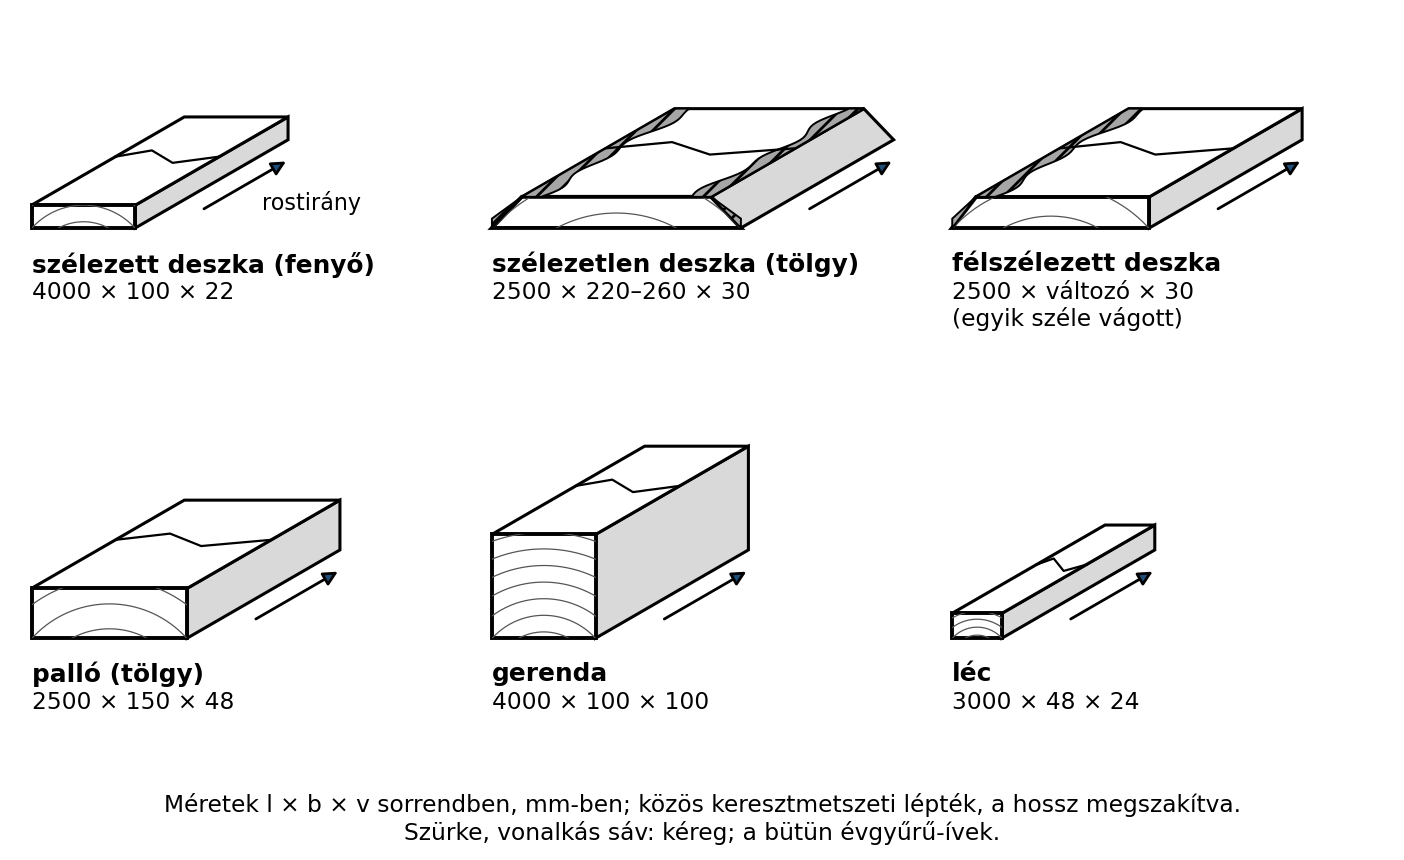 rostirány
szélezett deszka (fenyő)
4000 × 100 × 22
szélezetlen deszka (tölgy)
2500 × 220–260 × 30
félszélezett deszka
2500 × változó × 30
(egyik széle vágott)
palló (tölgy)
2500 × 150 × 48
gerenda
4000 × 100 × 100
léc
3000 × 48 × 24
Méretek l × b × v sorrendben, mm-ben; közös keresztmetszeti lépték, a hossz megszakítva.
Szürke, vonalkás sáv: kéreg; a bütün évgyűrű-ívek.